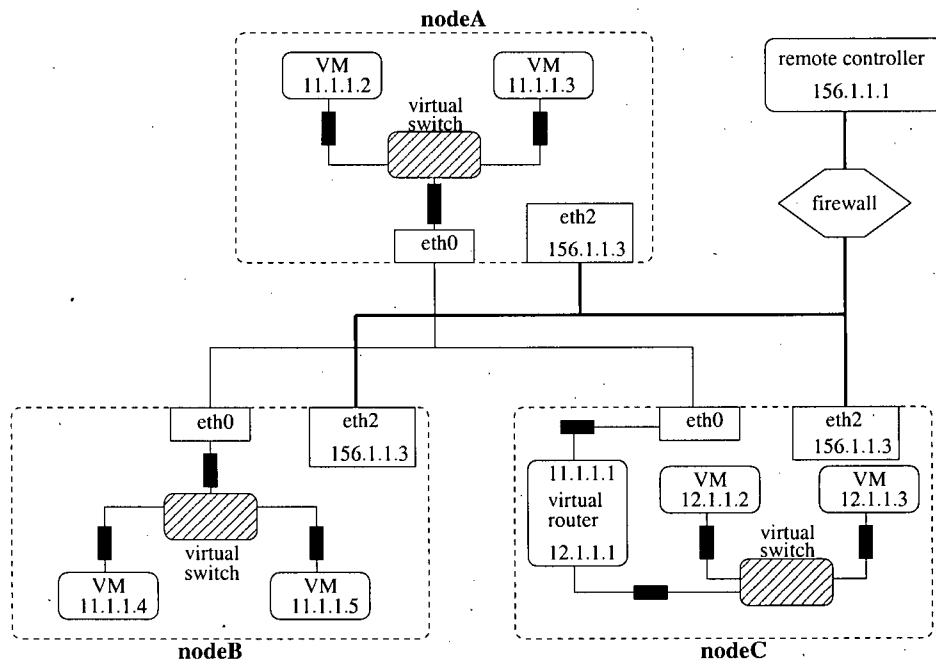 nodeA
VM
11.1.1.2
VM
11.1.1.3
virtual
switch
eth0
eth2
156.1.1.3
remote controller
156.1.1.1
firewall
eth0
eth2
156.1.1.3
virtual
switch
VM
11.1.1.4
VM
11.1.1.5
nodeB
eth0
eth2
156.1.1.3
11.1.1.1
virtual
router
12.1.1.1
VM
12.1.1.2
VM
12.1.1.3
virtual
switch
nodeC